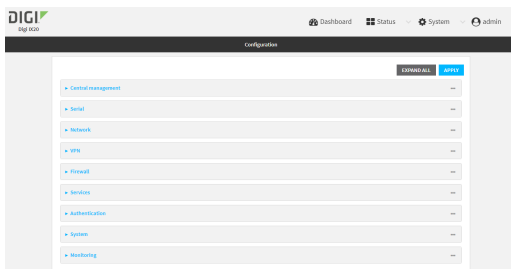 DIGI
Digi IX20
Dashboard Status System admin
Configuration
EXPAND ALL APPLY
Central management
Serial
Network
VPN
Firewall
Services
Authentication
System
Monitoring